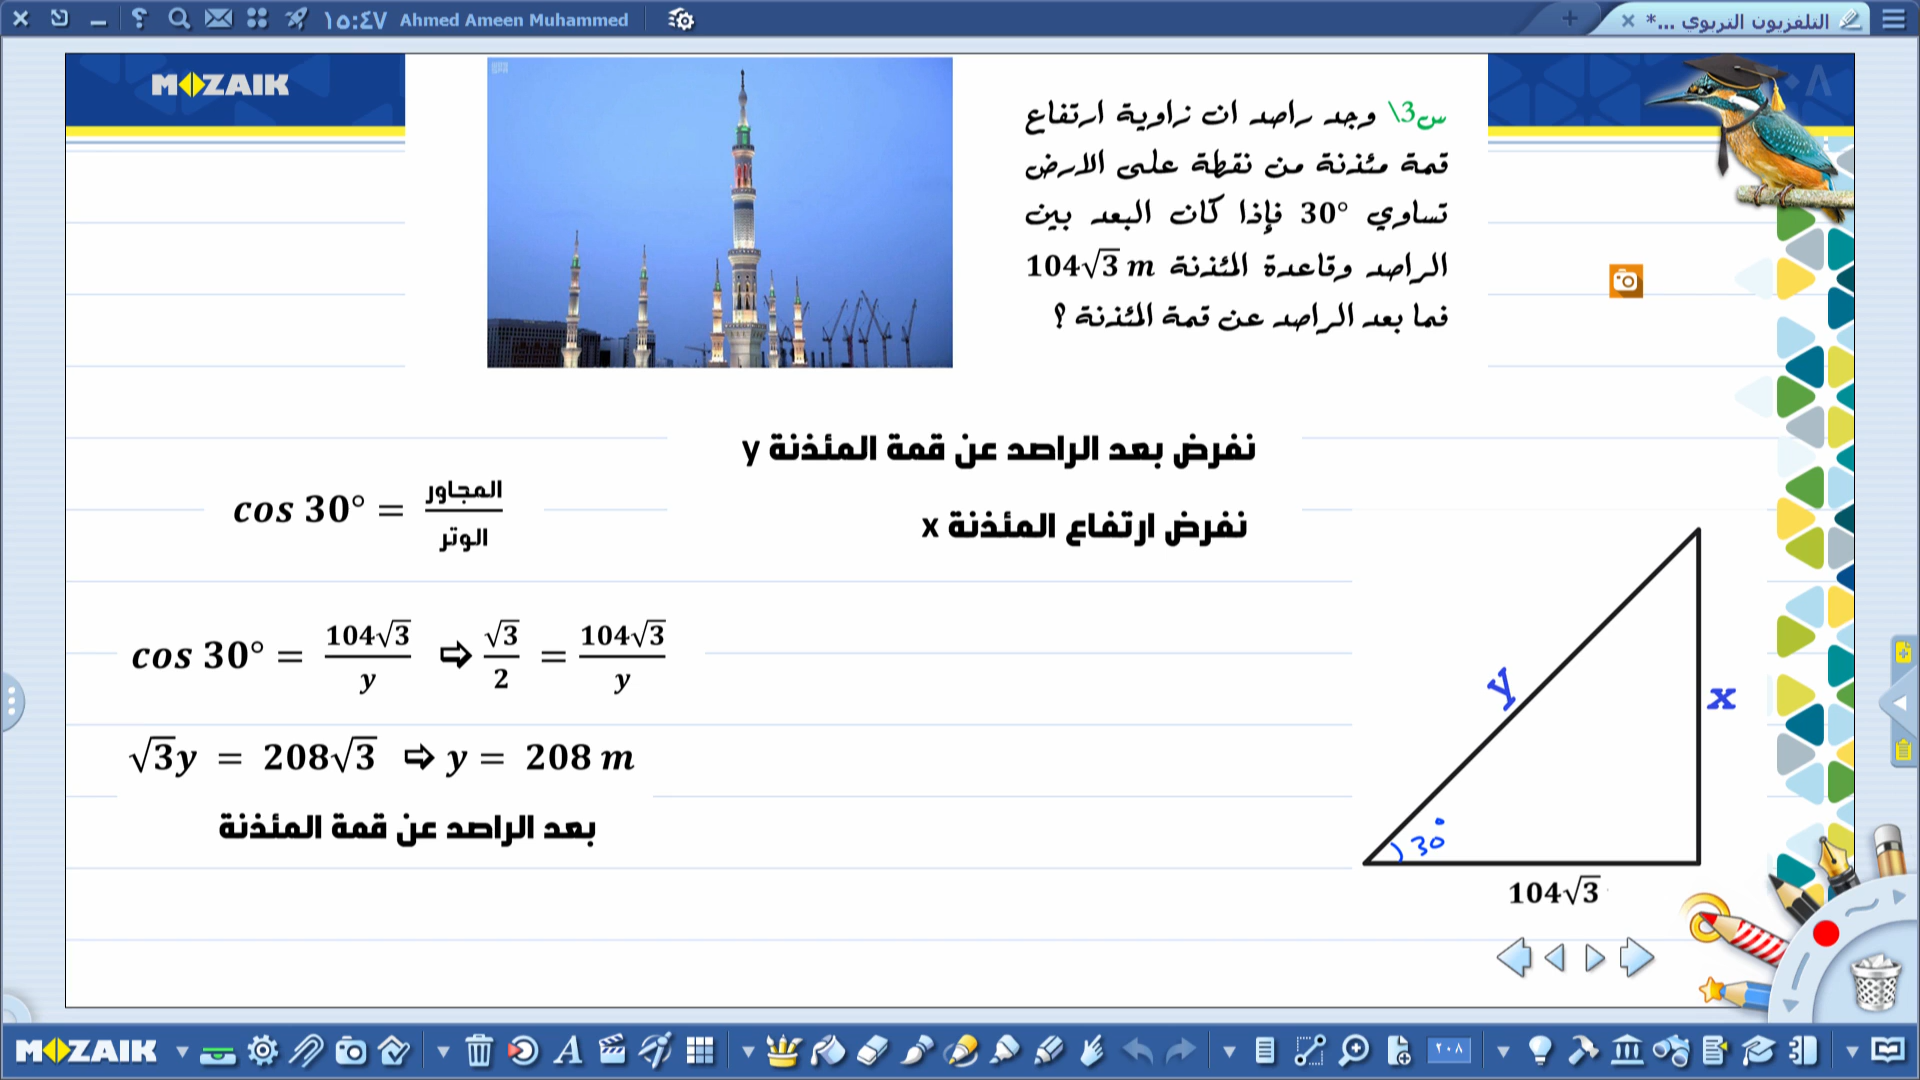 ١٥:٤٧ Ahmed Ameen Muhammed
التلفزيون التربوي ...*
MOZAIK
٢٠٨
س3\ وجد راصد ان زاوية ارتفاع
قمة مئذنة من نقطة على الارض
تساوي 30° فإذا كان البعد بين
الراصد وقاعدة المئذنة 104√3 m
فما بعد الراصد عن قمة المئذنة ؟
نفرض بعد الراصد عن قمة المئذنة y
نفرض ارتفاع المئذنة x
cos 30° = المجاور / الوتر
cos 30° = 104√3 / y ⇨ √3 / 2 = 104√3 / y
√3y = 208√3 ⇨ y = 208 m
بعد الراصد عن قمة المئذنة
y
x
30°
104√3
MOZAIK
٢٠٨